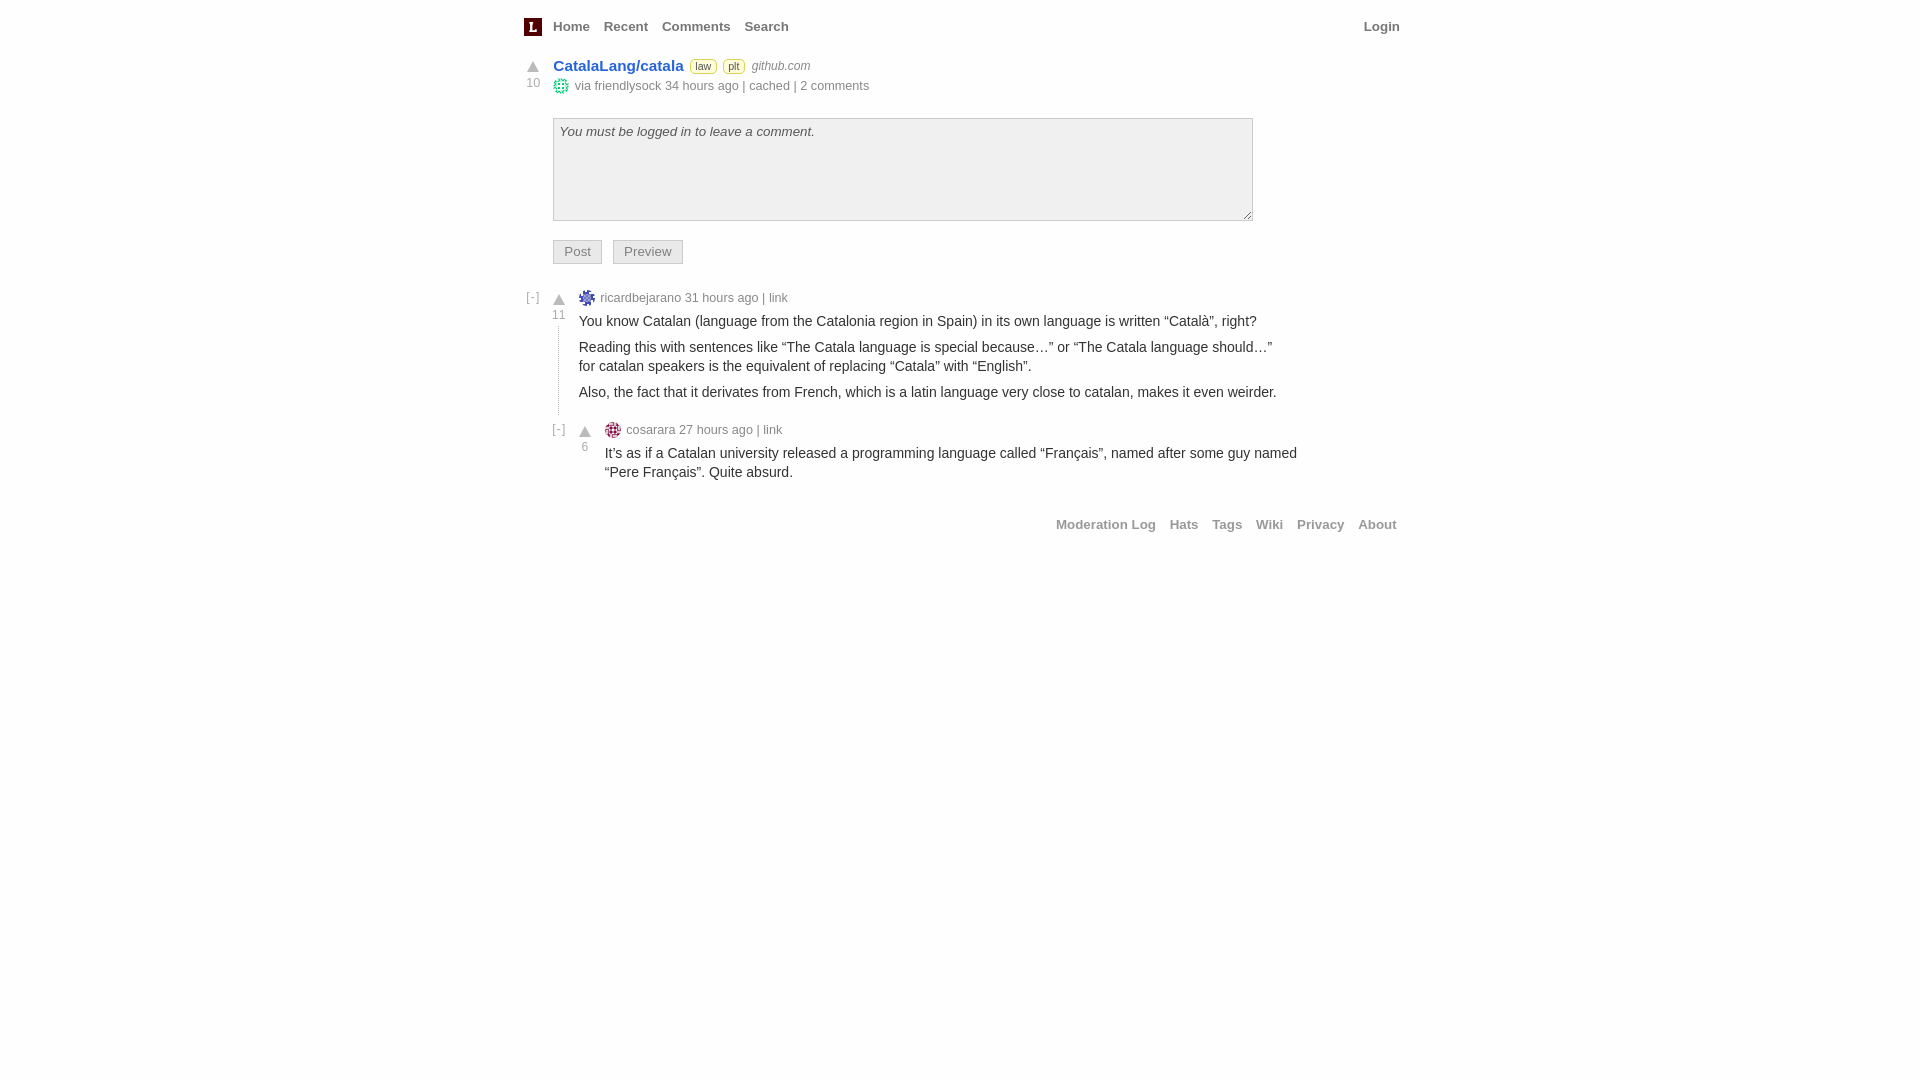 L Home Recent Comments Search Login
CatalaLang/catala law plt github.com
10
via friendlysock 34 hours ago | cached | 2 comments
You must be logged in to leave a comment.
Post Preview
[-] ricardbejarano 31 hours ago | link
11
You know Catalan (language from the Catalonia region in Spain) in its own language is written “Català”, right?
Reading this with sentences like “The Catala language is special because…” or “The Catala language should…”
for catalan speakers is the equivalent of replacing “Catala” with “English”.
Also, the fact that it derivates from French, which is a latin language very close to catalan, makes it even weirder.
[-] cosarara 27 hours ago | link
6
It’s as if a Catalan university released a programming language called “Français”, named after some guy named
“Pere Français”. Quite absurd.
Moderation Log Hats Tags Wiki Privacy About